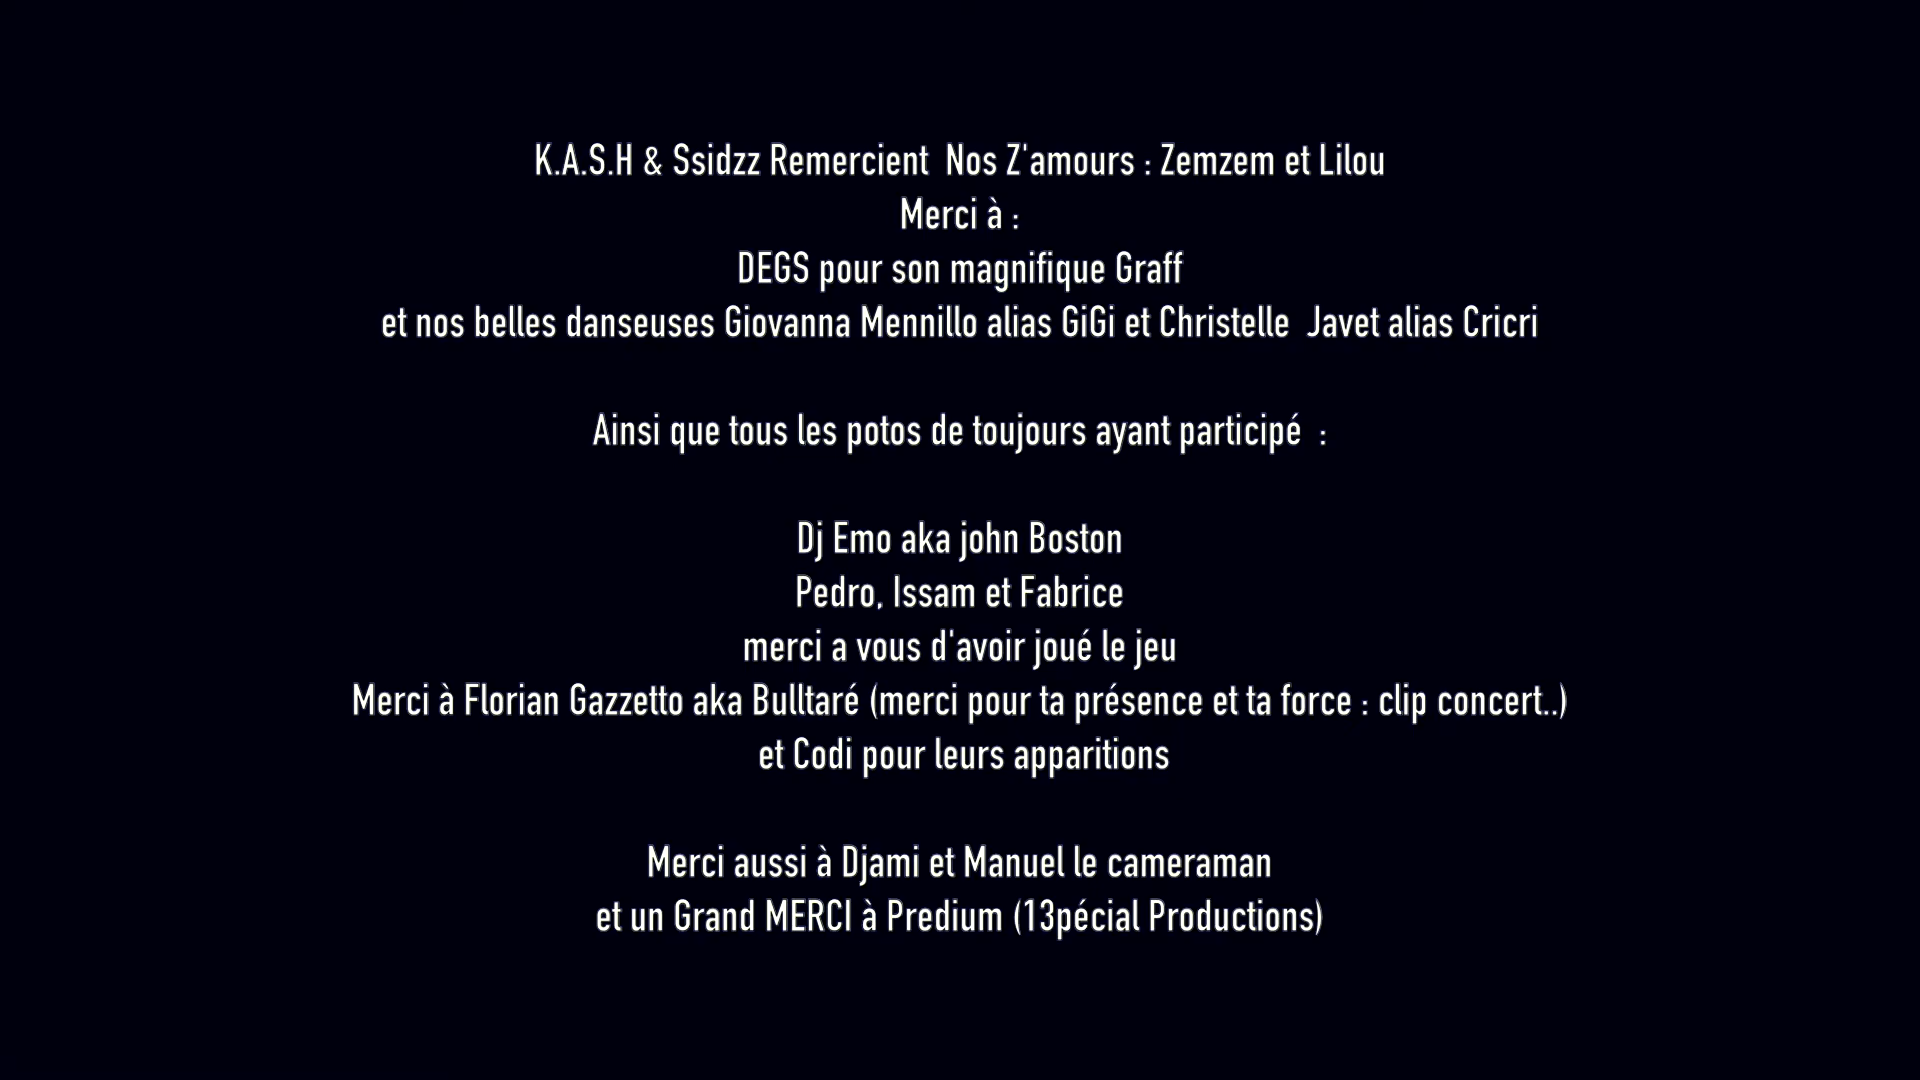 K.A.S.H & Ssidzz Remercient  Nos Z'amours : Zemzem et Lilou
Merci à :
DEGS pour son magnifique Graff
et nos belles danseuses Giovanna Mennillo alias GiGi et Christelle  Javet alias Cricri
Ainsi que tous les potos de toujours ayant participé  :
Dj Emo aka john Boston
Pedro, Issam et Fabrice
merci a vous d'avoir joué le jeu
Merci à Florian Gazzetto aka Bulltaré (merci pour ta présence et ta force : clip concert..)
et Codi pour leurs apparitions
Merci aussi à Djami et Manuel le cameraman
et un Grand MERCI à Predium (13pécial Productions)